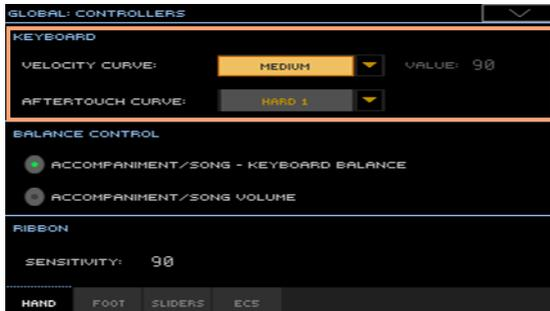 GLOBAL: CONTROLLERS
KEYBOARD
VELOCITY CURVE: MEDIUM VALUE: 90
AFTERTOUCH CURVE: HARD 1
BALANCE CONTROL
ACCOMPANIMENT/SONG - KEYBOARD BALANCE
ACCOMPANIMENT/SONG VOLUME
RIBBON
SENSITIVITY: 90
HAND FOOT SLIDERS EC5